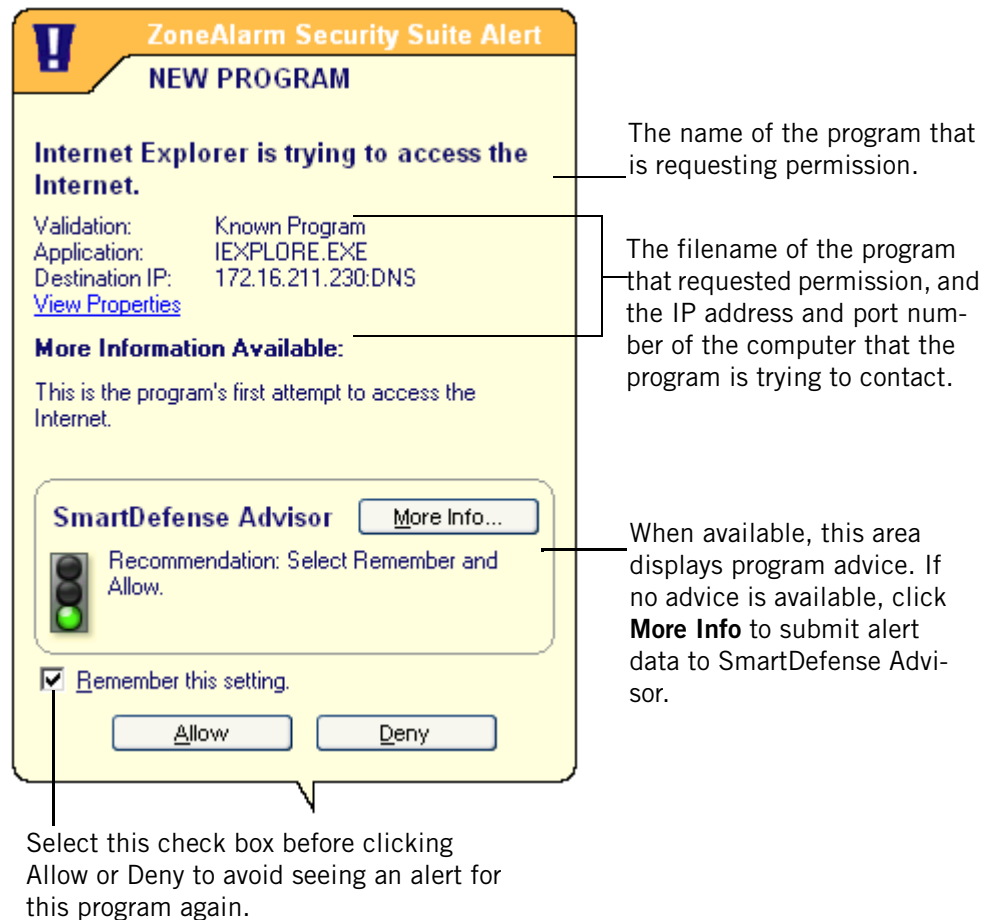 ZoneAlarm Security Suite Alert
NEW PROGRAM
Internet Explorer is trying to access the
Internet.
Validation: Known Program
Application: IEXPLORE.EXE
Destination IP: 172.16.211.230:DNS
View Properties
More Information Available:
This is the program's first attempt to access the
Internet.
SmartDefense Advisor More Info...
Recommendation: Select Remember and
Allow.
Remember this setting.
Allow Deny
The name of the program that
is requesting permission.
The filename of the program
that requested permission, and
the IP address and port num-
ber of the computer that the
program is trying to contact.
When available, this area
displays program advice. If
no advice is available, click
More Info to submit alert
data to SmartDefense Advi-
sor.
Select this check box before clicking
Allow or Deny to avoid seeing an alert for
this program again.